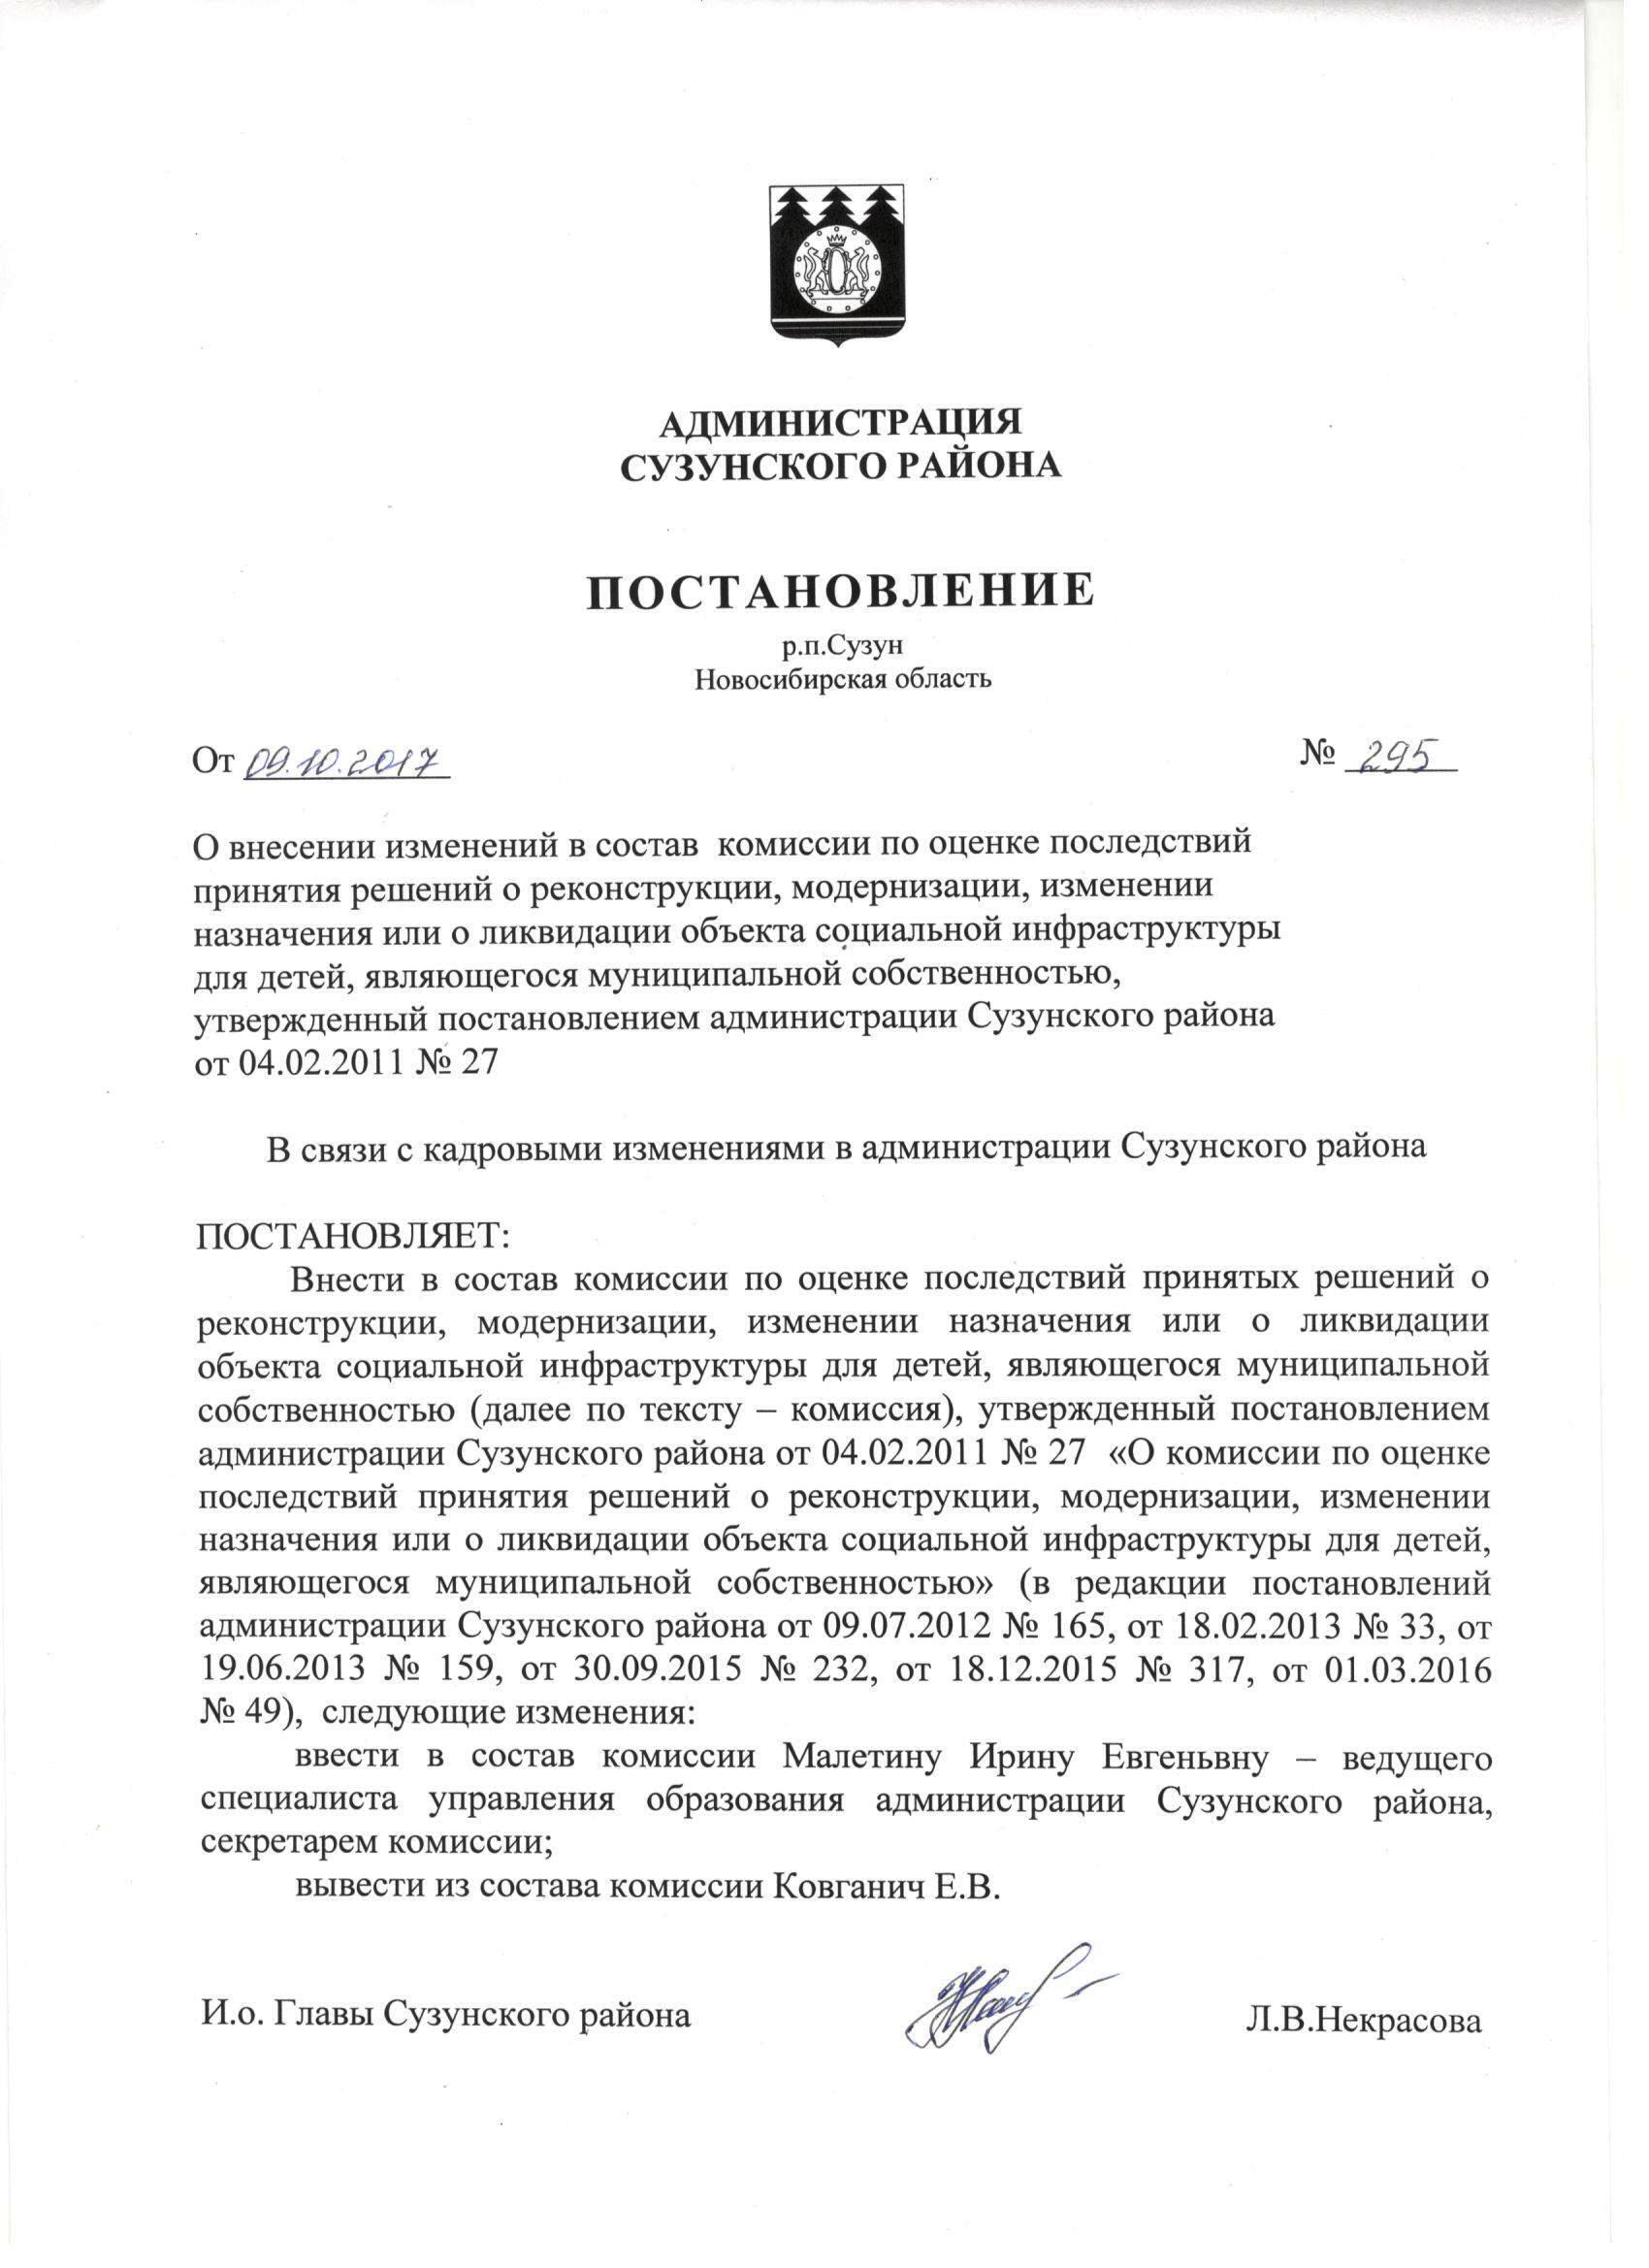 АДМИНИСТРАЦИЯ
СУЗУНСКОГО РАЙОНА
ПОСТАНОВЛЕНИЕ
р.п.Сузун
Новосибирская область
От 09.10.2017 № 295
О внесении изменений в состав комиссии по оценке последствий
принятия решений о реконструкции, модернизации, изменении
назначения или о ликвидации объекта социальной инфраструктуры
для детей, являющегося муниципальной собственностью,
утвержденный постановлением администрации Сузунского района
от 04.02.2011 № 27
В связи с кадровыми изменениями в администрации Сузунского района
ПОСТАНОВЛЯЕТ:
Внести в состав комиссии по оценке последствий принятых решений о
реконструкции, модернизации, изменении назначения или о ликвидации
объекта социальной инфраструктуры для детей, являющегося муниципальной
собственностью (далее по тексту – комиссия), утвержденный постановлением
администрации Сузунского района от 04.02.2011 № 27 «О комиссии по оценке
последствий принятия решений о реконструкции, модернизации, изменении
назначения или о ликвидации объекта социальной инфраструктуры для детей,
являющегося муниципальной собственностью» (в редакции постановлений
администрации Сузунского района от 09.07.2012 № 165, от 18.02.2013 № 33, от
19.06.2013 № 159, от 30.09.2015 № 232, от 18.12.2015 № 317, от 01.03.2016
№ 49), следующие изменения:
ввести в состав комиссии Малетину Ирину Евгеньвну – ведущего
специалиста управления образования администрации Сузунского района,
секретарем комиссии;
вывести из состава комиссии Ковганич Е.В.
И.о. Главы Сузунского района Л.В.Некрасова